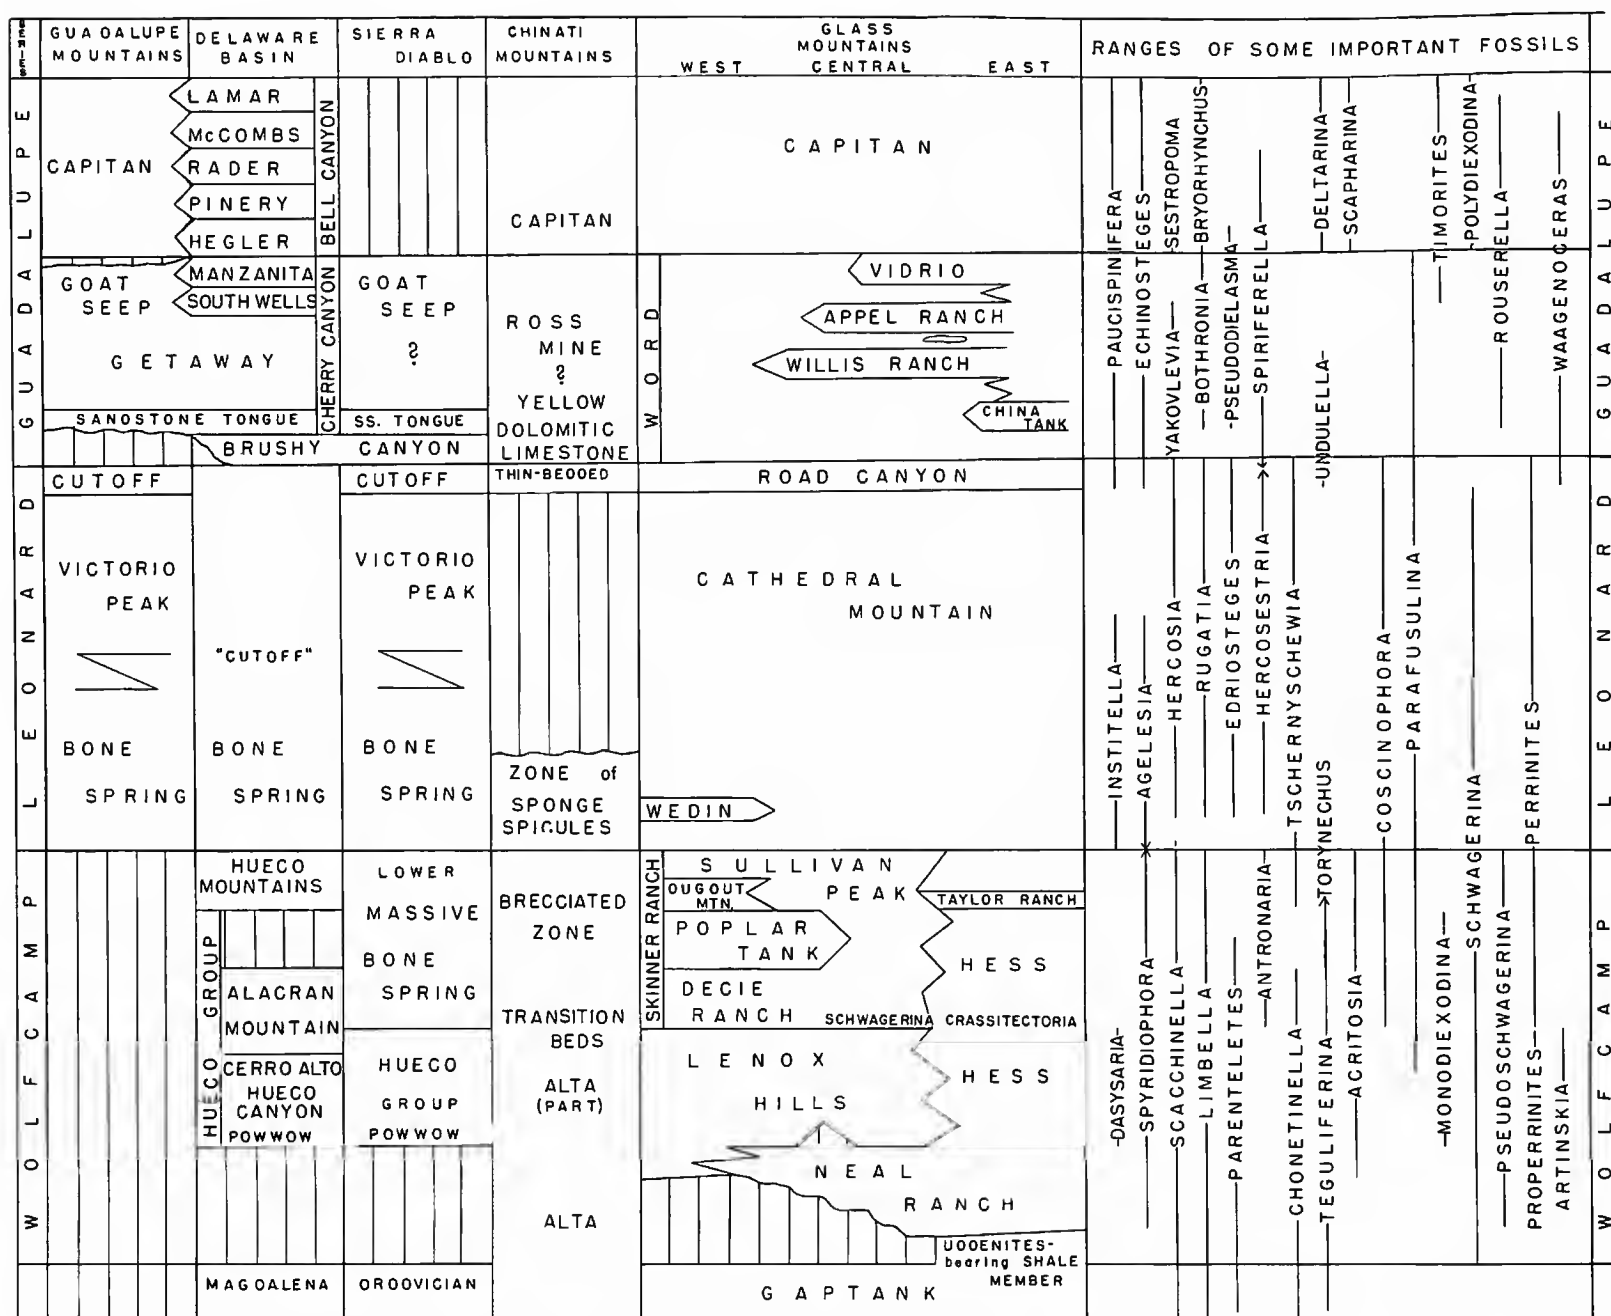 SERIES
GUAOALUPE
MOUNTAINS
DELAWARE
BASIN
SIERRA
DIABLO
CHINATI
MOUNTAINS
GLASS
MOUNTAINS
WEST CENTRAL EAST
RANGES OF SOME IMPORTANT FOSSILS
GUADALUPE
LEONARD
WOLFCAMP
CAPITAN
GOAT
SEEP
GETAWAY
SANOSTONE TONGUE
CUTOFF
VICTORIO
PEAK
BONE
SPRING
LAMAR
McCOMBS
RADER
PINERY
HEGLER
BELL CANYON
MANZANITA
SOUTH WELLS
CHERRY CANYON
BRUSHY CANYON
"CUTOFF"
BONE
SPRING
HUECO
MOUNTAINS
HUECO GROUP
ALACRAN
MOUNTAIN
CERRO ALTO
HUECO
CANYON
POWWOW
MAGOALENA
GOAT
SEEP
?
SS. TONGUE
CUTOFF
VICTORIO
PEAK
BONE
SPRING
LOWER
MASSIVE
BONE
SPRING
HUECO
GROUP
POWWOW
OROOVICIAN
CAPITAN
ROSS
MINE
?
YELLOW
DOLOMITIC
LIMESTONE
THIN-BEOOED
ZONE of
SPONGE
SPICULES
BRECCIATED
ZONE
TRANSITION
BEDS
ALTA
(PART)
ALTA
CAPITAN
WORD
VIDRIO
APPEL RANCH
WILLIS RANCH
CHINA
TANK
ROAD CANYON
CATHEDRAL
MOUNTAIN
WEDIN
SKINNER RANCH
SULLIVAN
PEAK
OUGOUT
MTN.
TAYLOR RANCH
POPLAR
TANK
HESS
DECIE
RANCH
SCHWAGERINA CRASSITECTORIA
LENOX
HILLS
HESS
NEAL
RANCH
UOOENITES-
bearing SHALE
MEMBER
GAPTANK
PAUCISPINIFERA
ECHINOSTEGES
SESTROPOMA
YAKOVLEVIA
BRYORHYNCHUS
BOTHRONIA
PSEUDODIELASMA
SPIRIFERELLA
DELTARINA
UNDULELLA
SCAPHARINA
TIMORITES
POLYDIEXODINA
ROUSERELLA
WAAGENOCERAS
INSTITELLA
AGELESIA
HERCOSIA
RUGATIA
EDRIOSTEGES
HERCOSESTRIA
TSCHERNYSCHEWIA
TORYNECHUS
COSCINOPHORA
PARAFUSULINA
SCHWAGERINA
PERRINITES
DASYSARIA
SPYRIDIOPHORA
SCACCHINELLA
LIMBELLA
PARENTELETES
ANTRONARIA
CHONETINELLA
TEGULIFERINA
ACRITOSIA
MONODIEXODINA
PSEUDOSCHWAGERINA
PROPERRINITES
ARTINSKIA
GUADALUPE
LEONARD
WOLFCAMP